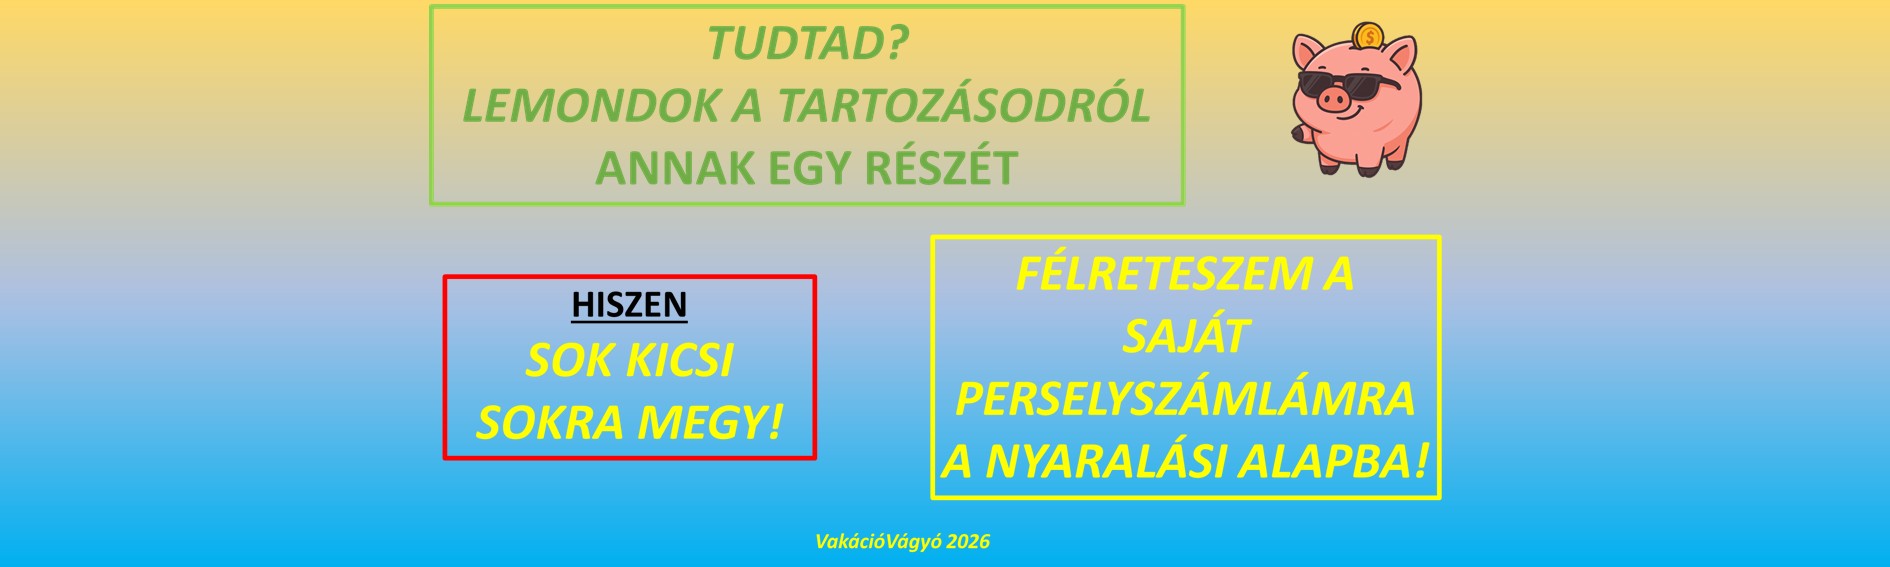 TUDTAD?
LEMONDOK A TARTOZÁSODRÓL
ANNAK EGY RÉSZÉT
$
HISZEN
SOK KICSI
SOKRA MEGY!
FÉLRETESZEM A
SAJÁT
PERSELYSZÁMLÁMRA
A NYARALÁSI ALAPBA!
VakációVágyó 2026